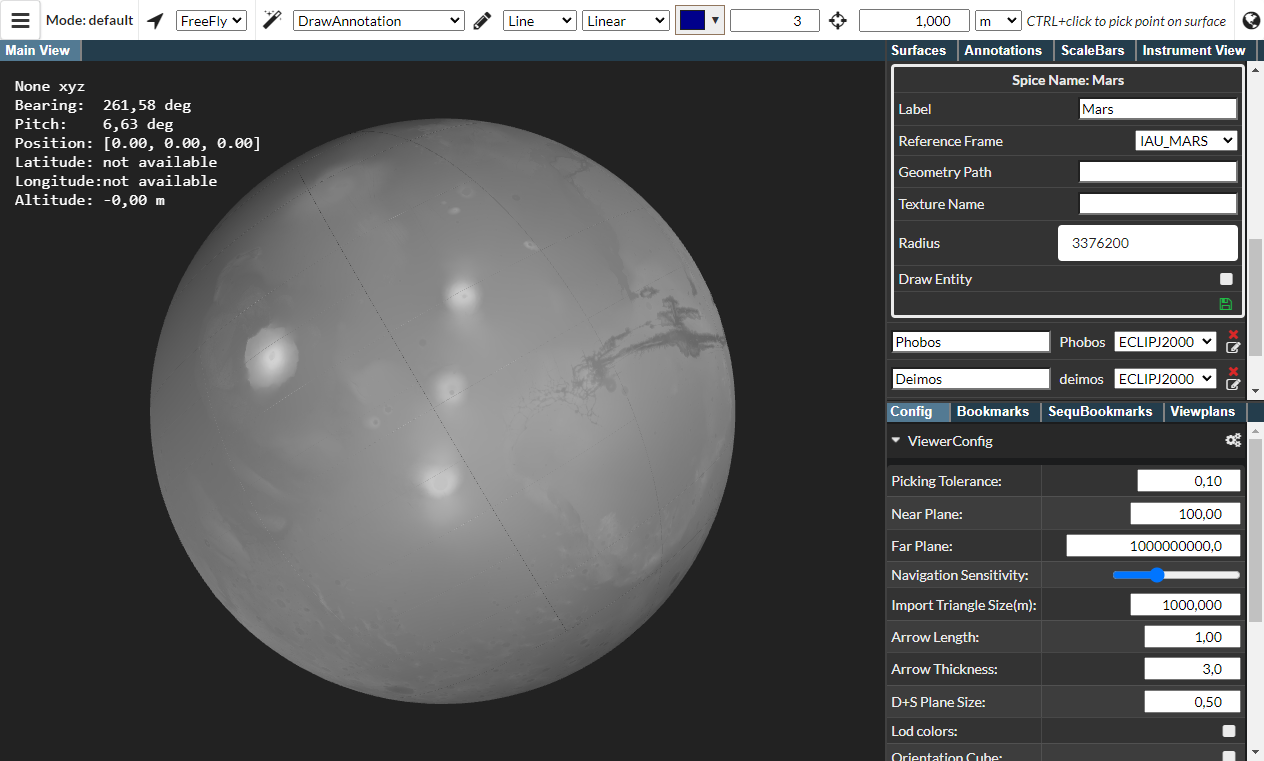 Mode: default FreeFly DrawAnnotation Line Linear 3 1,000 m CTRL+click to pick point on surface
Main View
None xyz
Bearing: 261,58 deg
Pitch: 6,63 deg
Position: [0.00, 0.00, 0.00]
Latitude: not available
Longitude:not available
Altitude: -0,00 m
Surfaces Annotations ScaleBars Instrument View
Spice Name: Mars
Label Mars
Reference Frame IAU_MARS
Geometry Path
Texture Name
Radius 3376200
Draw Entity
Phobos Phobos ECLIPJ2000
Deimos deimos ECLIPJ2000
Config Bookmarks SequBookmarks Viewplans
ViewerConfig
Picking Tolerance: 0,10
Near Plane: 100,00
Far Plane: 1000000000,0
Navigation Sensitivity:
Import Triangle Size(m): 1000,000
Arrow Length: 1,00
Arrow Thickness: 3,0
D+S Plane Size: 0,50
Lod colors:
Orientation Cube: